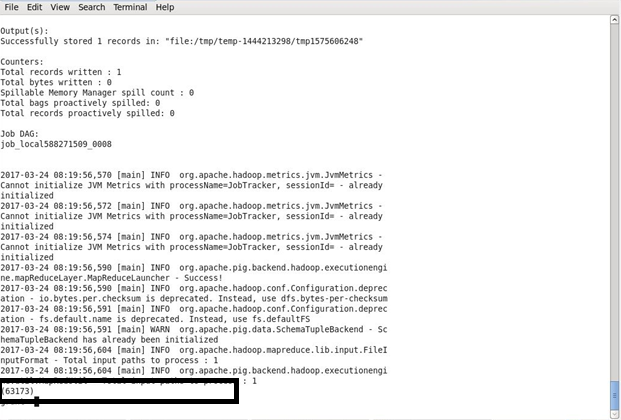 File Edit View Search Terminal Help
Output(s):
Successfully stored 1 records in: "file:/tmp/temp-1444213298/tmp1575606248"
Counters:
Total records written : 1
Total bytes written : 0
Spillable Memory Manager spill count : 0
Total bags proactively spilled: 0
Total records proactively spilled: 0
Job DAG:
job_local588271509_0008
2017-03-24 08:19:56,570 [main] INFO  org.apache.hadoop.metrics.jvm.JvmMetrics -
Cannot initialize JVM Metrics with processName=JobTracker, sessionId= - already
initialized
2017-03-24 08:19:56,572 [main] INFO  org.apache.hadoop.metrics.jvm.JvmMetrics -
Cannot initialize JVM Metrics with processName=JobTracker, sessionId= - already
initialized
2017-03-24 08:19:56,574 [main] INFO  org.apache.hadoop.metrics.jvm.JvmMetrics -
Cannot initialize JVM Metrics with processName=JobTracker, sessionId= - already
initialized
2017-03-24 08:19:56,590 [main] INFO  org.apache.pig.backend.hadoop.executionengi
ne.mapReduceLayer.MapReduceLauncher - Success!
2017-03-24 08:19:56,590 [main] INFO  org.apache.hadoop.conf.Configuration.deprec
ation - io.bytes.per.checksum is deprecated. Instead, use dfs.bytes-per-checksum
2017-03-24 08:19:56,591 [main] INFO  org.apache.hadoop.conf.Configuration.deprec
ation - fs.default.name is deprecated. Instead, use fs.defaultFS
2017-03-24 08:19:56,591 [main] WARN  org.apache.pig.data.SchemaTupleBackend - Sc
hemaTupleBackend has already been initialized
2017-03-24 08:19:56,604 [main] INFO  org.apache.hadoop.mapreduce.lib.input.FileI
nputFormat - Total input paths to process : 1
2017-03-24 08:19:56,604 [main] INFO  org.apache.pig.backend.hadoop.executionengi
: 1
(63173)